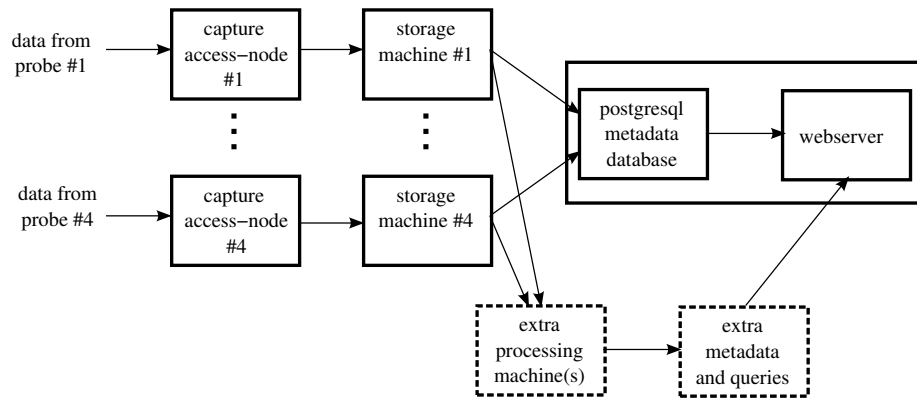 data from
probe #1
capture
access−node
#1
storage
machine #1
postgresql
metadata
database
webserver
data from
probe #4
capture
access−node
#4
storage
machine #4
extra
processing
machine(s)
extra
metadata
and queries